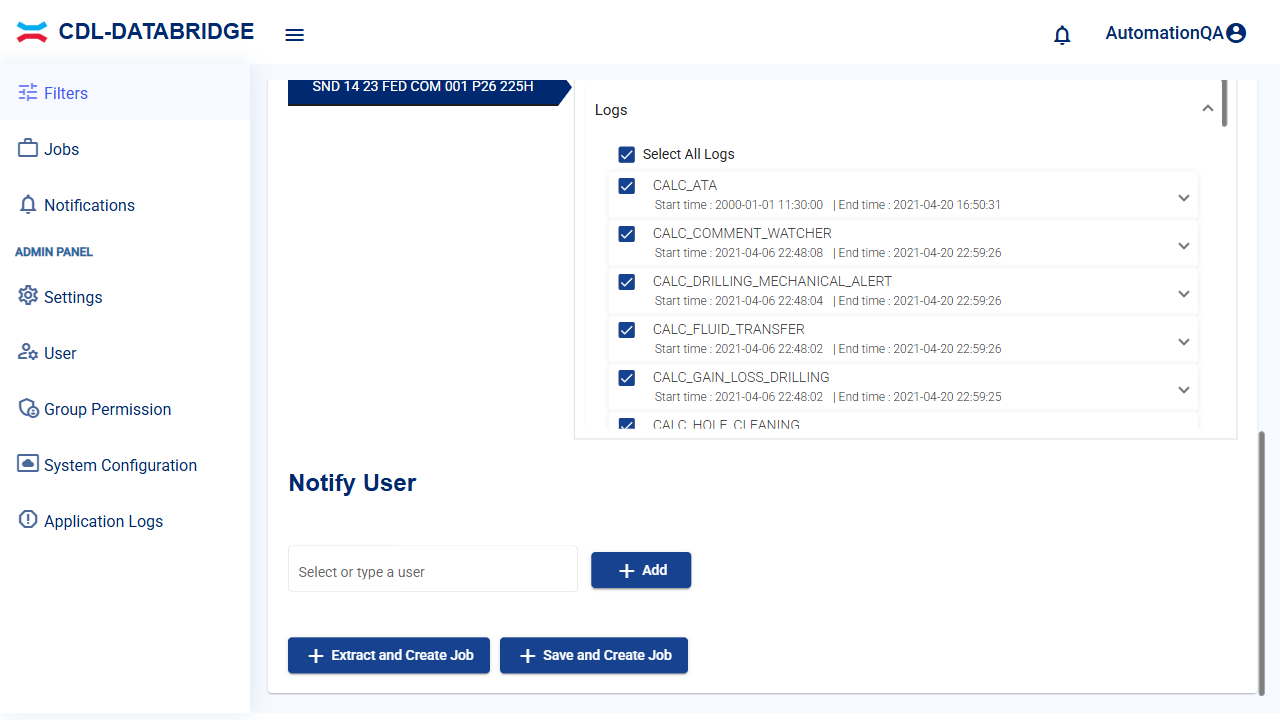 CDL-DATABRIDGE
AutomationQA
Filters
Jobs
Notifications
ADMIN PANEL
Settings
User
Group Permission
System Configuration
Application Logs
SND 14 23 FED COM 001 P26 225H
Logs
Select All Logs
CALC_ATA
Start time : 2000-01-01 11:30:00 | End time : 2021-04-20 16:50:31
CALC_COMMENT_WATCHER
Start time : 2021-04-06 22:48:08 | End time : 2021-04-20 22:59:26
CALC_DRILLING_MECHANICAL_ALERT
Start time : 2021-04-06 22:48:04 | End time : 2021-04-20 22:59:26
CALC_FLUID_TRANSFER
Start time : 2021-04-06 22:48:02 | End time : 2021-04-20 22:59:26
CALC_GAIN_LOSS_DRILLING
Start time : 2021-04-06 22:48:02 | End time : 2021-04-20 22:59:25
CALC_HOLE_CLEANING
Notify User
Select or type a user
Add
Extract and Create Job
Save and Create Job